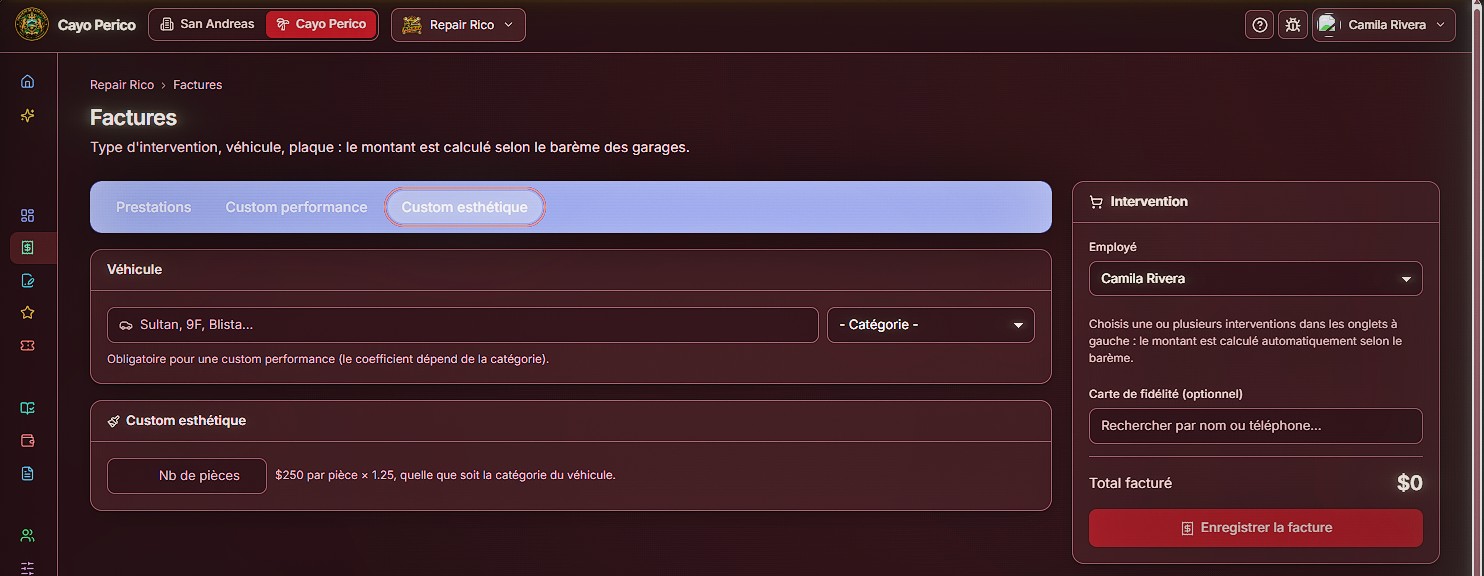 Cayo Perico
San Andreas
Cayo Perico
Repair Rico
Camila Rivera
Repair Rico › Factures
Factures
Type d'intervention, véhicule, plaque : le montant est calculé selon le barème des garages.
Prestations
Custom performance
Custom esthétique
Véhicule
Sultan, 9F, Blista...
- Catégorie -
Obligatoire pour une custom performance (le coefficient dépend de la catégorie).
Custom esthétique
Nb de pièces
$250 par pièce × 1.25, quelle que soit la catégorie du véhicule.
Intervention
Employé
Camila Rivera
Choisis une ou plusieurs interventions dans les onglets à
gauche : le montant est calculé automatiquement selon le
barème.
Carte de fidélité (optionnel)
Rechercher par nom ou téléphone...
Total facturé
$0
Enregistrer la facture